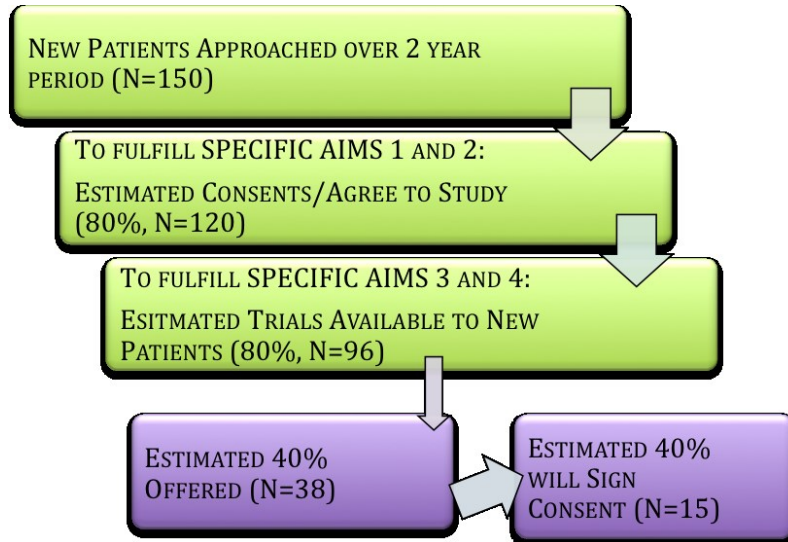 New Patients Approached over 2 year
period (N=150)
To fulfill SPECIFIC AIMS 1 and 2:
Estimated Consents/Agree to Study
(80%, N=120)
To fulfill SPECIFIC AIMS 3 and 4:
Esitmated Trials Available to New
Patients (80%, N=96)
Estimated 40%
Offered (N=38)
Estimated 40%
will Sign
Consent (N=15)